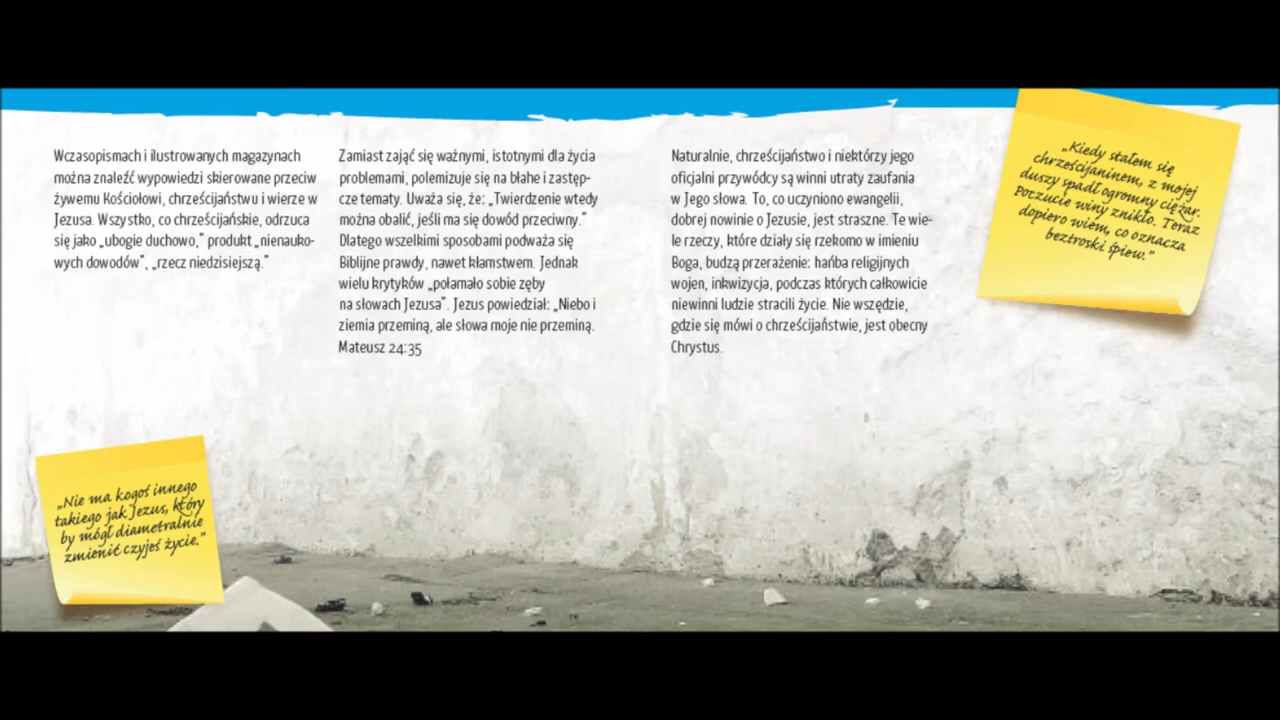 Wczasopismach i ilustrowanych magazynach
można znaleźć wypowiedzi skierowane przeciw
żywemu Kościołowi, chrześcijaństwu i wierze w
Jezusa. Wszystko, co chrześcijańskie, odrzuca
się jako „ubogie duchowo,” produkt „nienauko-
wych dowodów”, „rzecz niedzisiejszą.”
Zamiast zająć się ważnymi, istotnymi dla życia
problemami, polemizuje się na błahe i zastęp-
cze tematy. Uważa się, że: „Twierdzenie wtedy
można obalić, jeśli ma się dowód przeciwny.”
Dlatego wszelkimi sposobami podważa się
Biblijne prawdy, nawet kłamstwem. Jednak
wielu krytyków „połamało sobie zęby
na słowach Jezusa”. Jezus powiedział: „Niebo i
ziemia przeminą, ale słowa moje nie przeminą.
Mateusz 24:35
Naturalnie, chrześcijaństwo i niektórzy jego
oficjalni przywódcy są winni utraty zaufania
w Jego słowa. To, co uczyniono ewangelii,
dobrej nowinie o Jezusie, jest straszne. Te wie-
le rzeczy, które działy się rzekomo w imieniu
Boga, budzą przerażenie: hańba religijnych
wojen, inkwizycja, podczas których całkowicie
niewinni ludzie stracili życie. Nie wszędzie,
gdzie się mówi o chrześcijaństwie, jest obecny
Chrystus.
„Kiedy stałem się
chrześcijaninem, z mojej
duszy spadł ogromny ciężar.
Poczucie winy znikło. Teraz
dopiero wiem, co oznacza
beztroski śpiew.”
„Nie ma kogoś innego
takiego jak Jezus, który
by mógł diametralnie
zmienić czyjeś życie.”